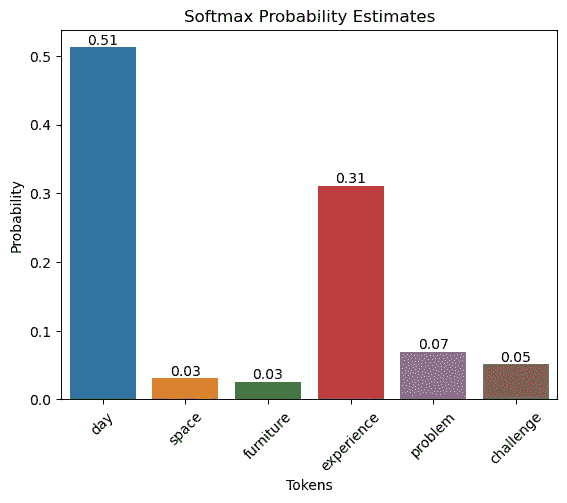 Softmax Probability Estimates
Probability
0.5
0.4
0.3
0.2
0.1
0.0
0.51
0.03
0.03
0.31
0.07
0.05
day
space
furniture
experience
problem
challenge
Tokens